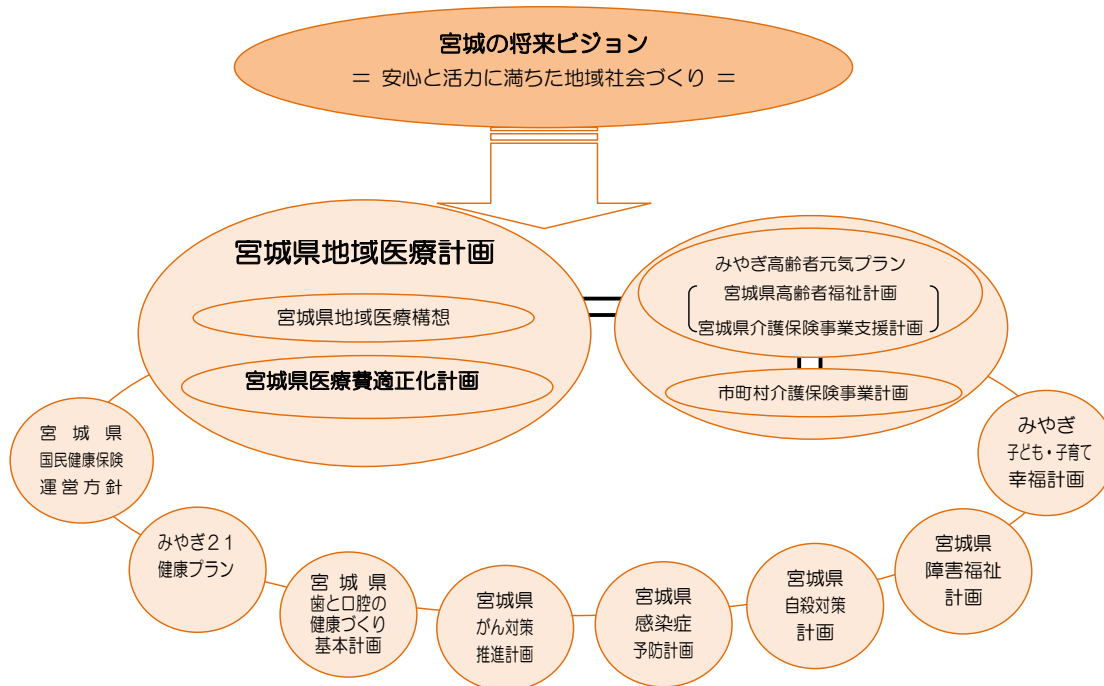 宮城の将来ビジョン
＝ 安心と活力に満ちた地域社会づくり ＝
宮城県地域医療計画
宮城県地域医療構想
宮城県医療費適正化計画
みやぎ高齢者元気プラン
宮城県高齢者福祉計画
宮城県介護保険事業支援計画
市町村介護保険事業計画
宮城県
国民健康保険
運営方針
みやぎ２１
健康プラン
宮城県
歯と口腔の
健康づくり
基本計画
宮城県
がん対策
推進計画
宮城県
感染症
予防計画
宮城県
自殺対策
計画
宮城県
障害福祉
計画
みやぎ
子ども・子育て
幸福計画